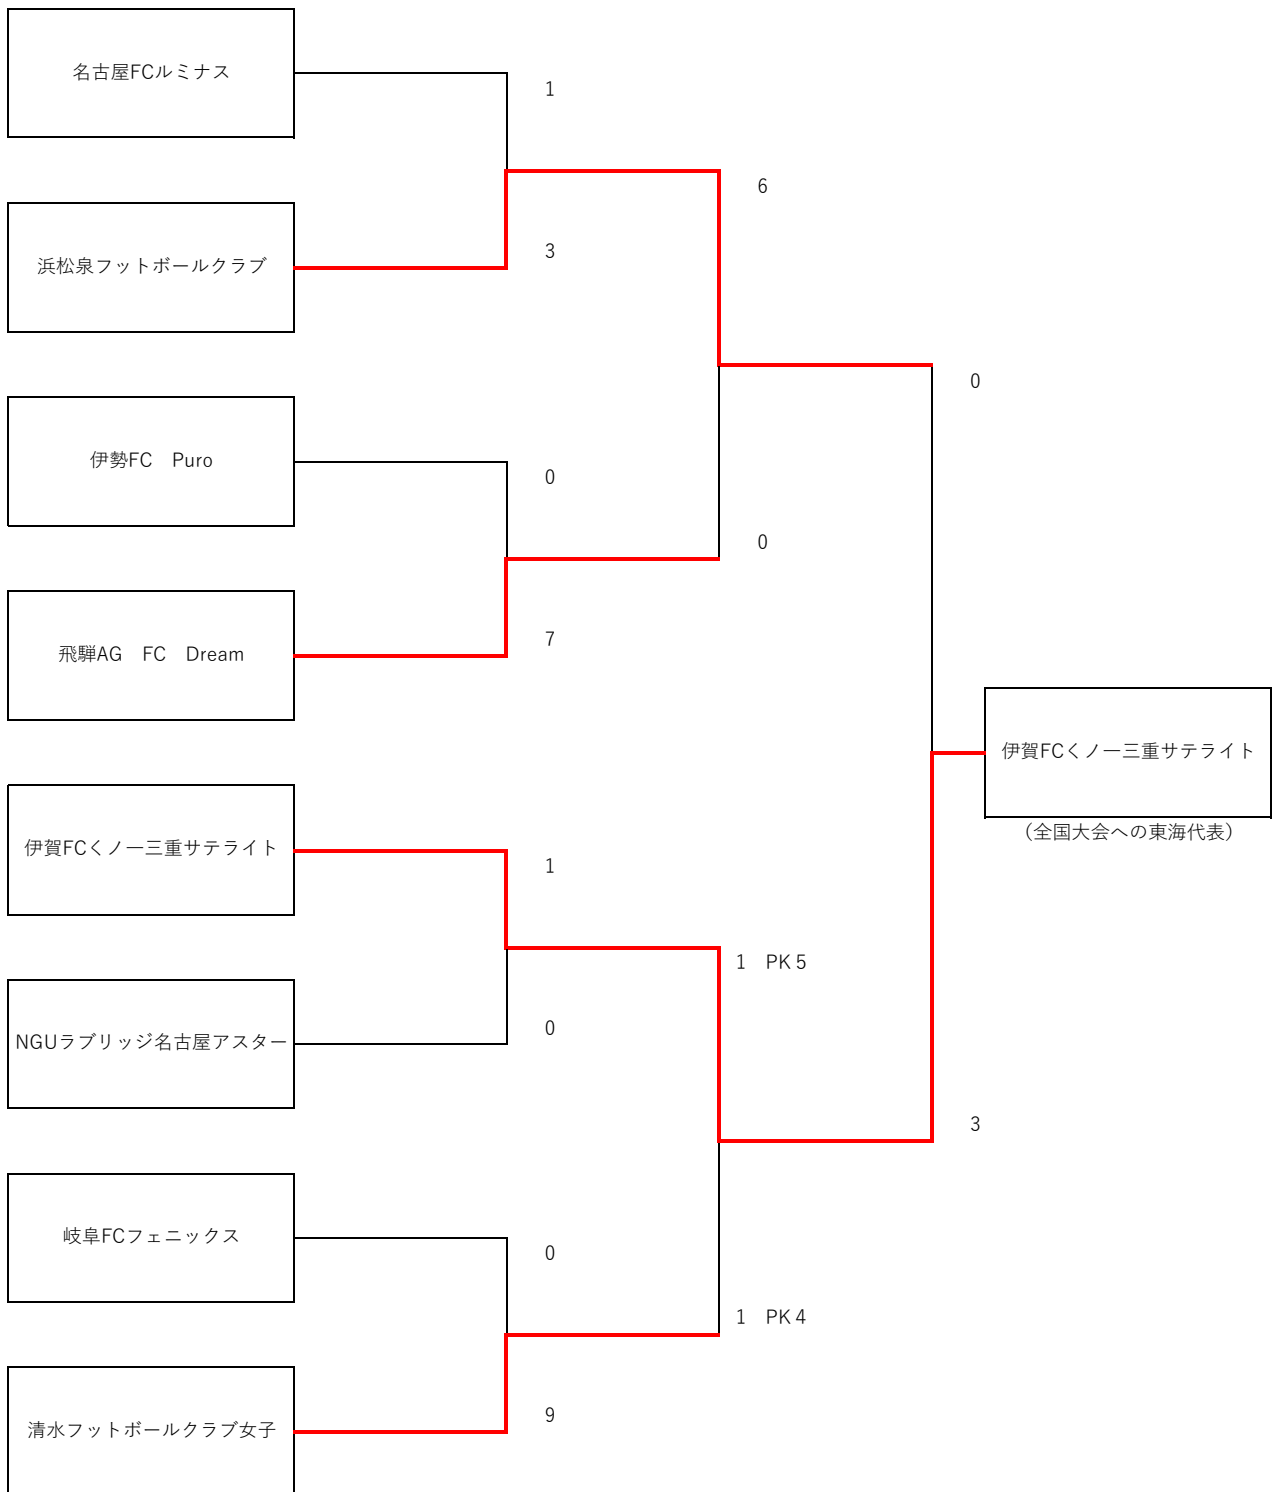 名古屋FCルミナス
1
6
浜松泉フットボールクラブ
3
0
伊勢FC　Puro
0
0
飛騨AG　FC　Dream
7
伊賀FCくノ一三重サテライト
（全国大会への東海代表）
伊賀FCくノ一三重サテライト
1
1　PK 5
NGUラブリッジ名古屋アスター
0
3
岐阜FCフェニックス
0
1　PK 4
清水フットボールクラブ女子
9